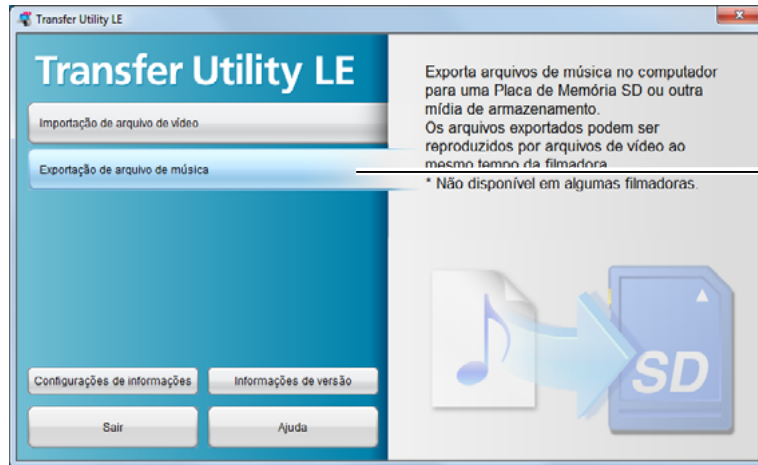 Transfer Utility LE
Transfer Utility LE
Importação de arquivo de vídeo
Exportação de arquivo de música
Configurações de informações
Informações de versão
Sair
Ajuda
Exporta arquivos de música no computador
para uma Placa de Memória SD ou outra
mídia de armazenamento.
Os arquivos exportados podem ser
reproduzidos por arquivos de vídeo ao
mesmo tempo da filmadora.
* Não disponível em algumas filmadoras.
SD